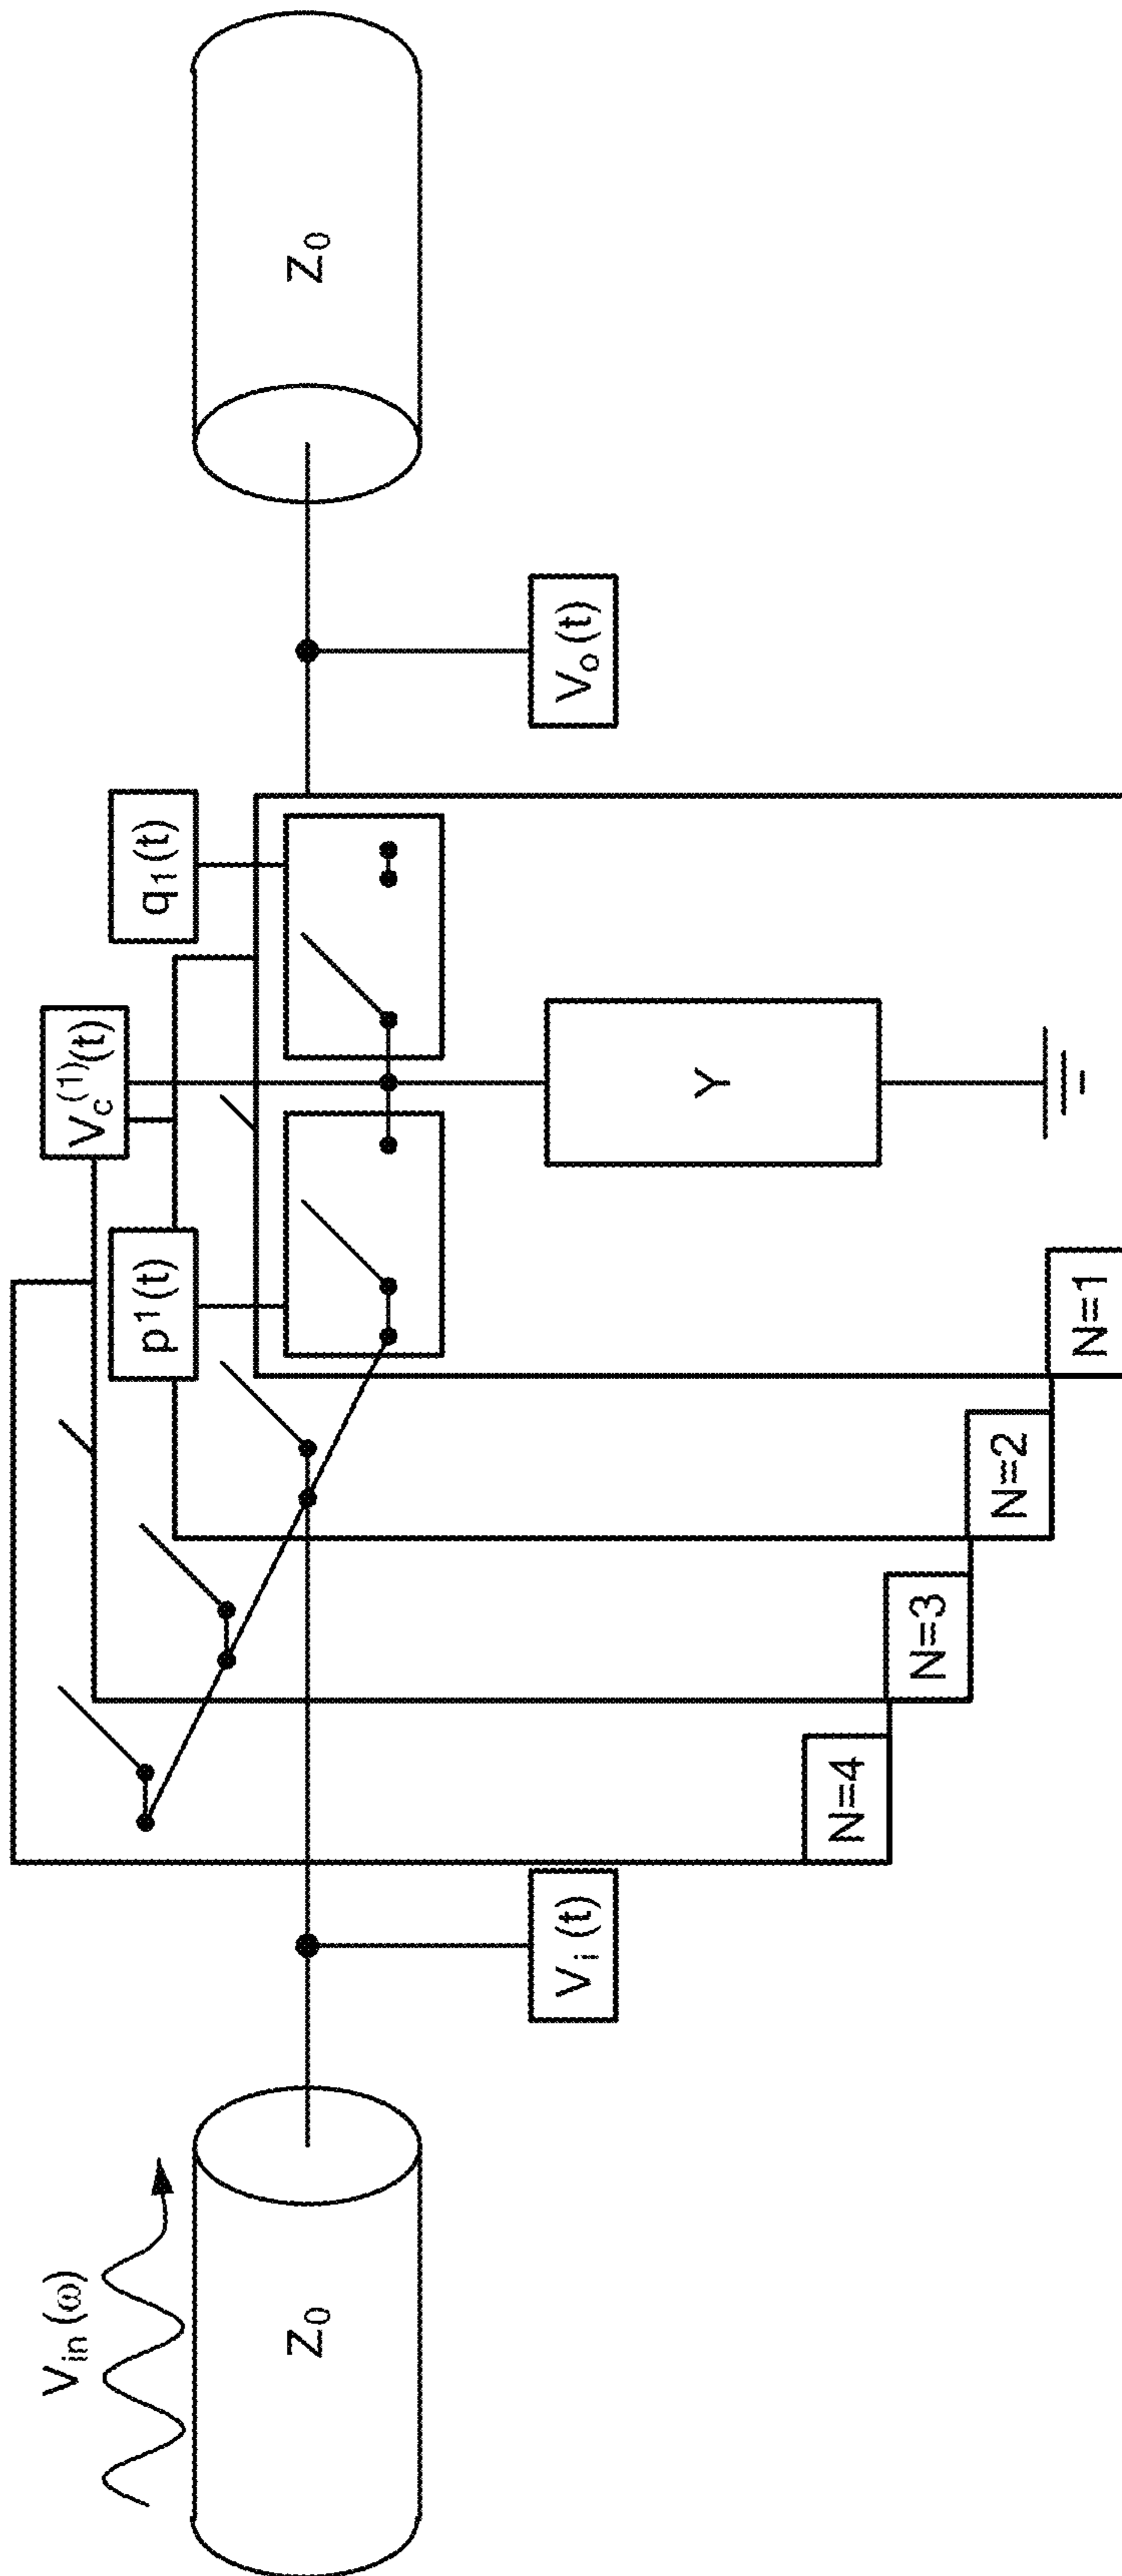 V_in(ω)
Z_0
Z_0
V_c^(1)(t)
p^1(t)
q_1(t)
V_i(t)
V_o(t)
Y
N=4
N=3
N=2
N=1